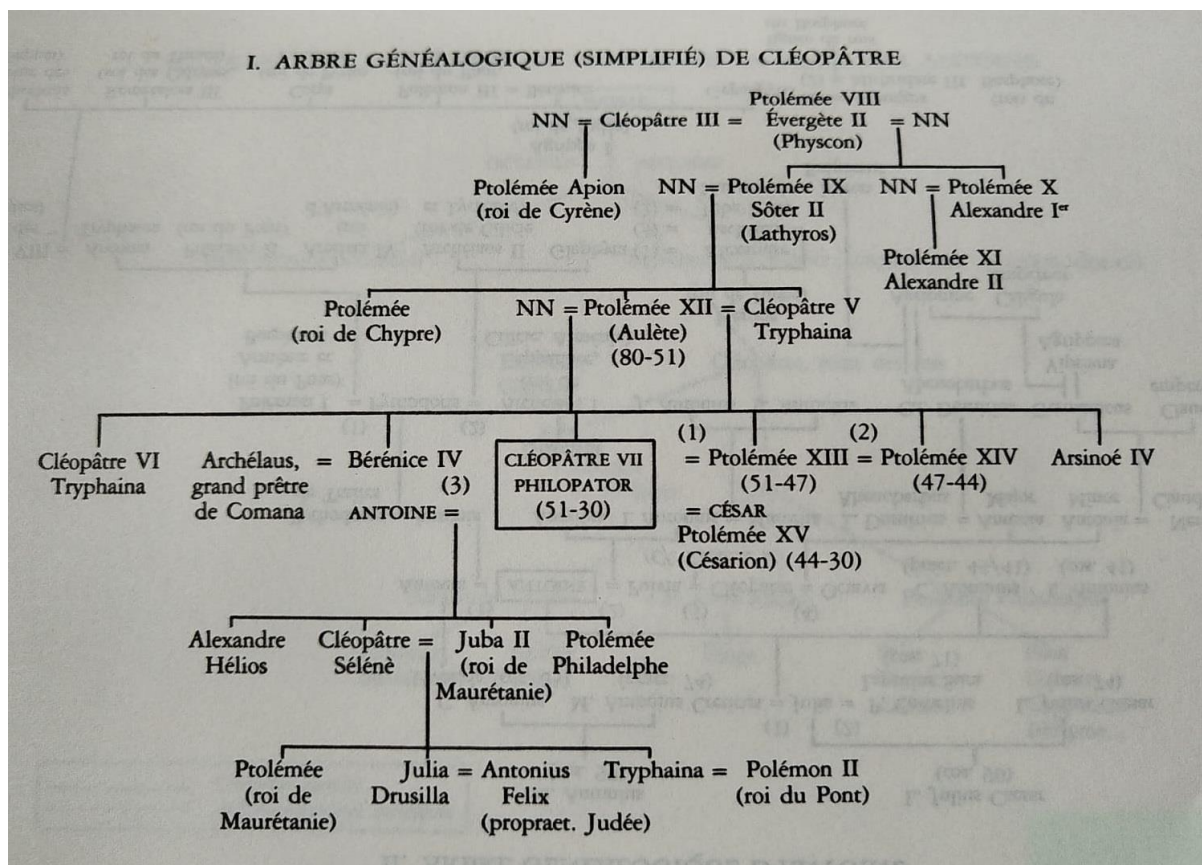 I. ARBRE GÉNÉALOGIQUE (SIMPLIFIÉ) DE CLÉOPÂTRE
Ptolémée VIII
NN = Cléopâtre III = Évergète II = NN
(Physcon)
Ptolémée Apion NN = Ptolémée IX NN = Ptolémée X
(roi de Cyrène) Sôter II Alexandre Iᵉʳ
(Lathyros)
Ptolémée XI
Alexandre II
Ptolémée NN = Ptolémée XII = Cléopâtre V
(roi de Chypre) (Aulète) Tryphaina
(80-51)
(1) (2)
Cléopâtre VI Archélaus, = Bérénice IV CLÉOPÂTRE VII = Ptolémée XIII = Ptolémée XIV Arsinoé IV
Tryphaina grand prêtre (3) PHILOPATOR (51-47) (47-44)
de Comana ANTOINE = (51-30) = CÉSAR
Ptolémée XV
(Césarion) (44-30)
Alexandre Cléopâtre = Juba II Ptolémée
Hélios Sélénè (roi de Philadelphe
Maurétanie)
Ptolémée Julia = Antonius Tryphaina = Polémon II
(roi de Drusilla Felix (roi du Pont)
Maurétanie) (propraet. Judée)